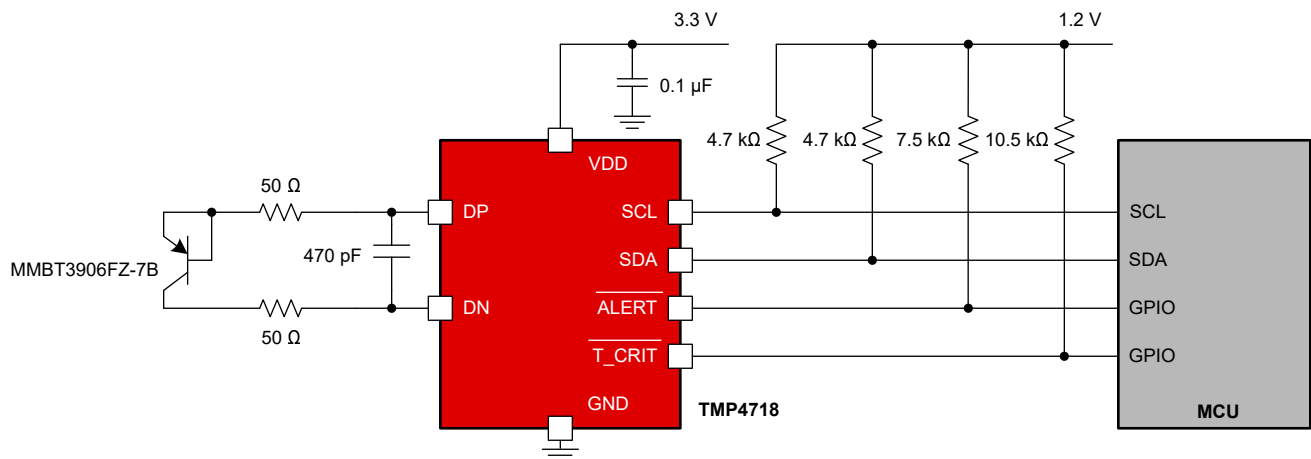 3.3 V
1.2 V
0.1 µF
4.7 kΩ
4.7 kΩ
7.5 kΩ
10.5 kΩ
VDD
50 Ω
DP
SCL
SCL
470 pF
MMBT3906FZ-7B
SDA
SDA
DN
ALERT
GPIO
50 Ω
T_CRIT
GPIO
GND
TMP4718
MCU